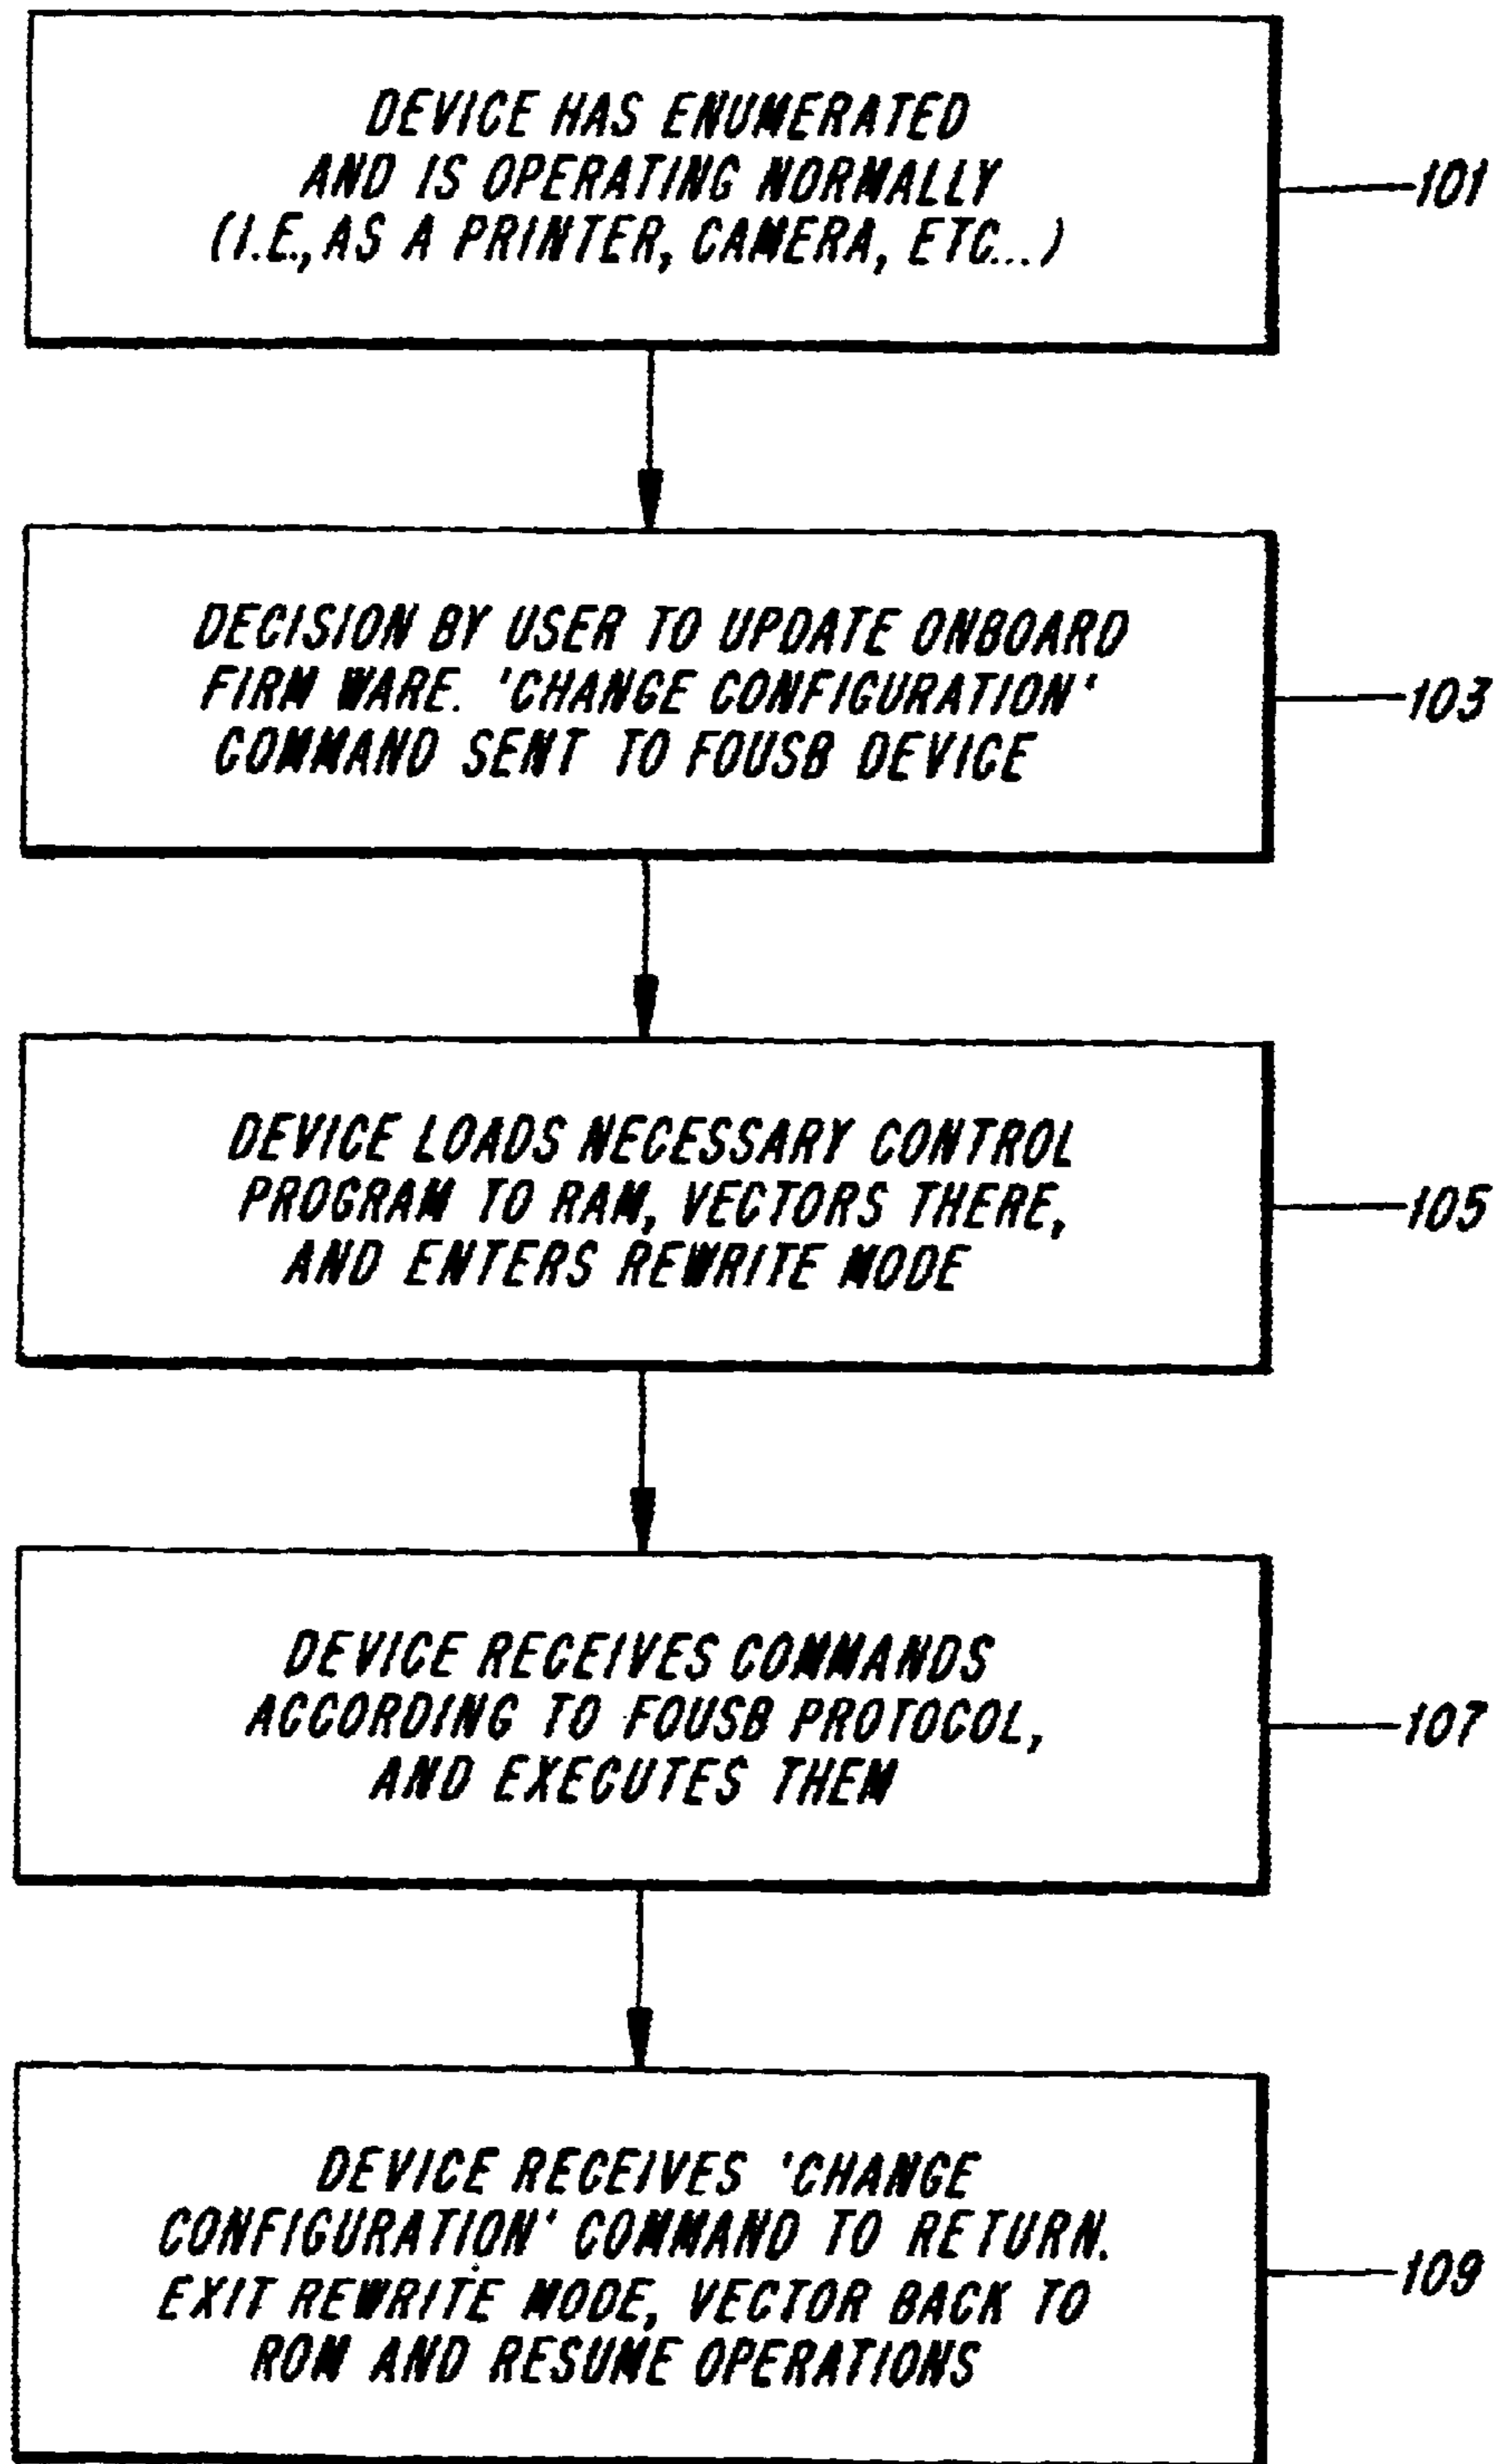 DEVICE HAS ENUMERATED
AND IS OPERATING NORMALLY
(I.E., AS A PRINTER, CAMERA, ETC...)
101
DECISION BY USER TO UPDATE ONBOARD
FIRM WARE. 'CHANGE CONFIGURATION'
COMMAND SENT TO FOUSB DEVICE
103
DEVICE LOADS NECESSARY CONTROL
PROGRAM TO RAM, VECTORS THERE,
AND ENTERS REWRITE MODE
105
DEVICE RECEIVES COMMANDS
ACCORDING TO FOUSB PROTOCOL,
AND EXECUTES THEM
107
DEVICE RECEIVES 'CHANGE
CONFIGURATION' COMMAND TO RETURN.
EXIT REWRITE MODE, VECTOR BACK TO
ROM AND RESUME OPERATIONS
109